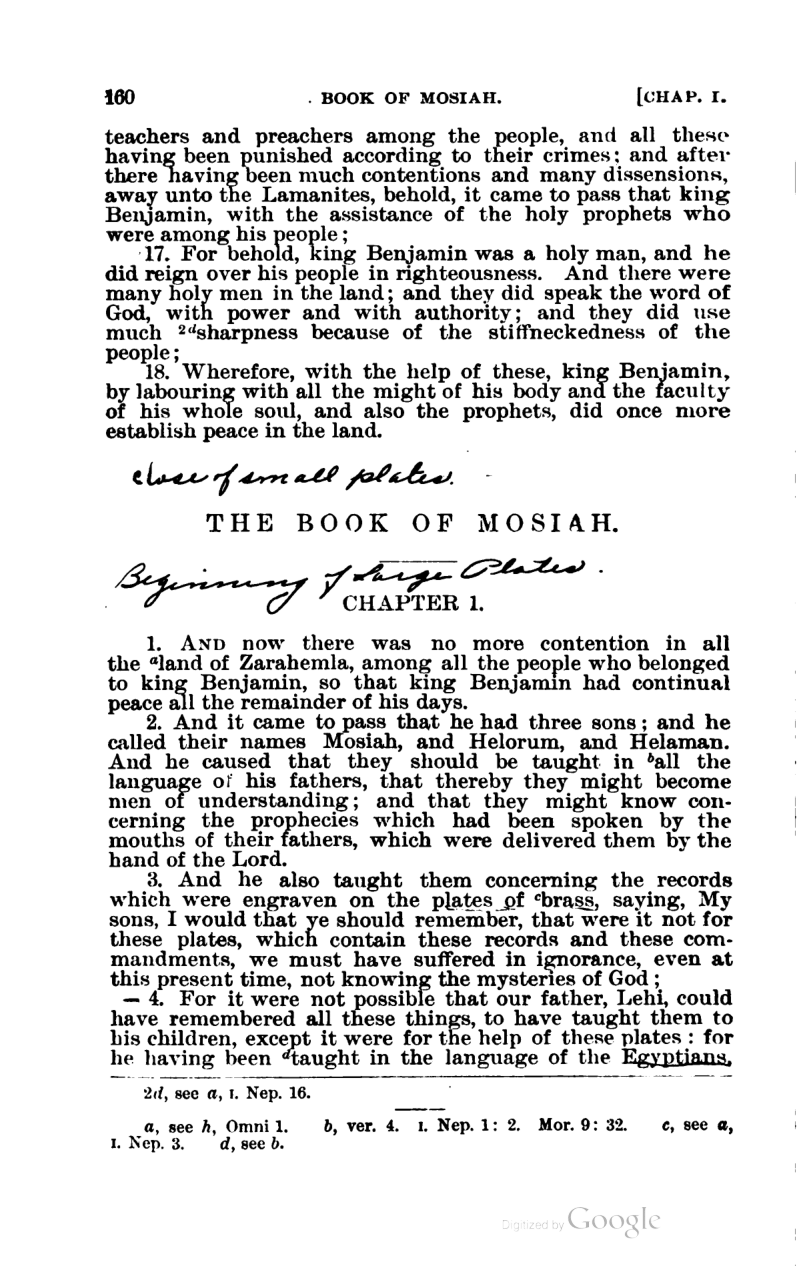 160 . BOOK OF MOSIAH. [CHAP. I.
teachers and preachers among the people, and all these
having been punished according to their crimes; and after
there having been much contentions and many dissensions,
away unto the Lamanites, behold, it came to pass that king
Benjamin, with the assistance of the holy prophets who
were among his people;
17. For behold, king Benjamin was a holy man, and he
did reign over his people in righteousness. And there were
many holy men in the land; and they did speak the word of
God, with power and with authority; and they did use
much 2dsharpness because of the stiffneckedness of the
people;
18. Wherefore, with the help of these, king Benjamin,
by labouring with all the might of his body and the faculty
of his whole soul, and also the prophets, did once more
establish peace in the land.
close of small plates.
THE BOOK OF MOSIAH.
Beginning of Large Plates.
CHAPTER 1.
1. AND now there was no more contention in all
the aland of Zarahemla, among all the people who belonged
to king Benjamin, so that king Benjamin had continual
peace all the remainder of his days.
2. And it came to pass that he had three sons; and he
called their names Mosiah, and Helorum, and Helaman.
And he caused that they should be taught in ball the
language of his fathers, that thereby they might become
men of understanding; and that they might know con-
cerning the prophecies which had been spoken by the
mouths of their fathers, which were delivered them by the
hand of the Lord.
3. And he also taught them concerning the records
which were engraven on the plates of cbrass, saying, My
sons, I would that ye should remember, that were it not for
these plates, which contain these records and these com-
mandments, we must have suffered in ignorance, even at
this present time, not knowing the mysteries of God;
— 4. For it were not possible that our father, Lehi, could
have remembered all these things, to have taught them to
his children, except it were for the help of these plates: for
he having been dtaught in the language of the Egyptians,
2d, see a, I. Nep. 16.
a, see h, Omni 1. b, ver. 4. I. Nep. 1: 2. Mor. 9: 32. c, see a,
I. Nep. 3. d, see b.
Digitized by Google